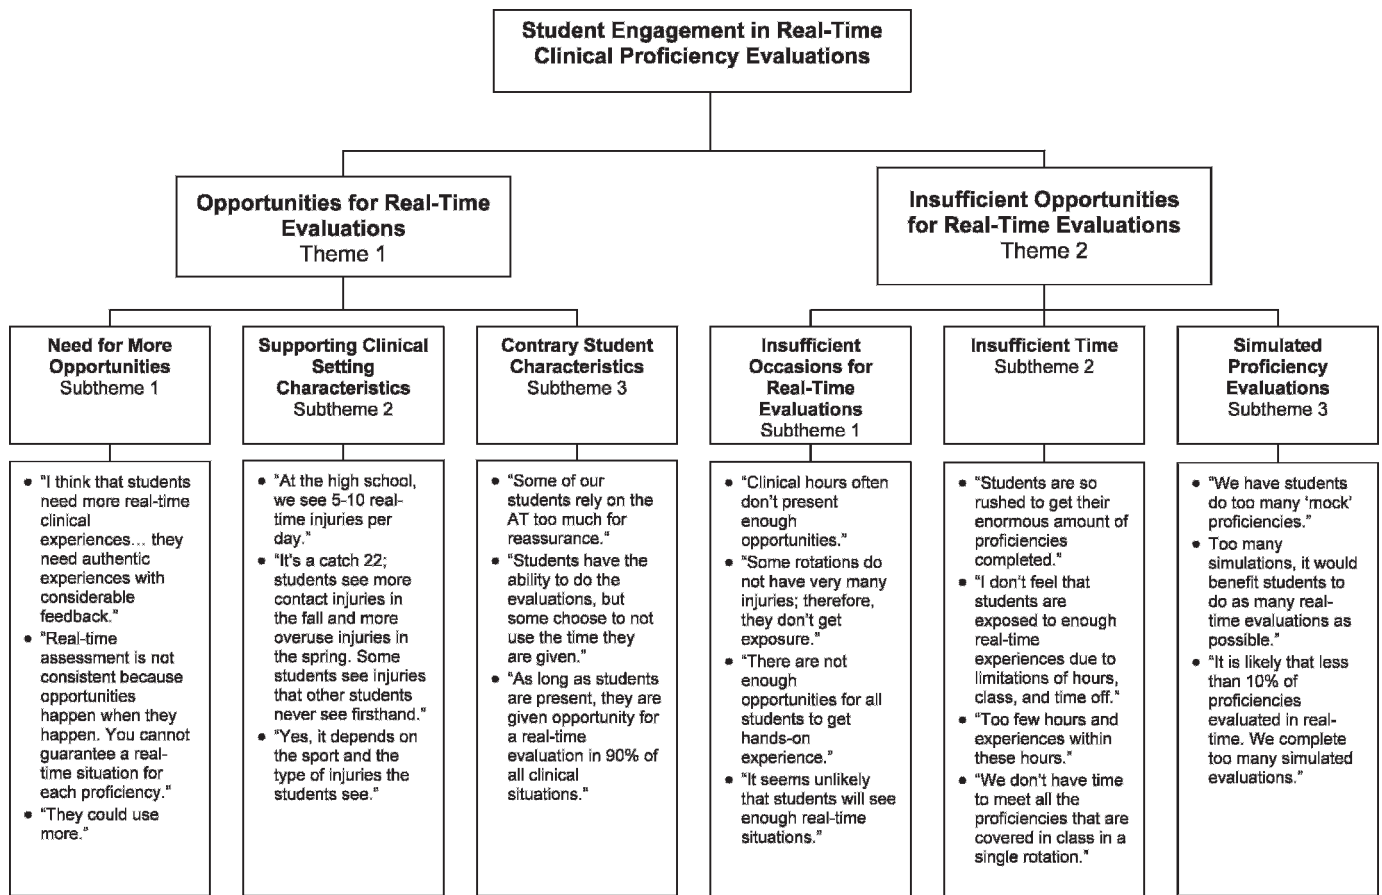 Student Engagement in Real-Time
Clinical Proficiency Evaluations
Opportunities for Real-Time
Evaluations
Theme 1
Insufficient Opportunities
for Real-Time Evaluations
Theme 2
Need for More
Opportunities
Subtheme 1
Supporting Clinical
Setting
Characteristics
Subtheme 2
Contrary Student
Characteristics
Subtheme 3
Insufficient
Occasions for
Real-Time
Evaluations
Subtheme 1
Insufficient Time
Subtheme 2
Simulated
Proficiency
Evaluations
Subtheme 3
• "I think that students
need more real-time
clinical
experiences... they
need authentic
experiences with
considerable
feedback."
• "Real-time
assessment is not
consistent because
opportunities
happen when they
happen. You cannot
guarantee a real-
time situation for
each proficiency."
• "They could use
more."
• "At the high school,
we see 5-10 real-
time injuries per
day."
• "It's a catch 22;
students see more
contact injuries in
the fall and more
overuse injuries in
the spring. Some
students see injuries
that other students
never see firsthand."
• "Yes, it depends on
the sport and the
type of injuries the
students see."
• "Some of our
students rely on the
AT too much for
reassurance."
• "Students have the
ability to do the
evaluations, but
some choose to not
use the time they
are given."
• "As long as students
are present, they are
given opportunity for
a real-time
evaluation in 90% of
all clinical
situations."
• "Clinical hours often
don't present
enough
opportunities."
• "Some rotations do
not have very many
injuries; therefore,
they don't get
exposure."
• "There are not
enough
opportunities for all
students to get
hands-on
experience."
• "It seems unlikely
that students will see
enough real-time
situations."
• "Students are so
rushed to get their
enormous amount of
proficiencies
completed."
• "I don't feel that
students are
exposed to enough
real-time
experiences due to
limitations of hours,
class, and time off."
• "Too few hours and
experiences within
these hours."
• "We don't have time
to meet all the
proficiencies that are
covered in class in a
single rotation."
• "We have students
do too many 'mock'
proficiencies."
• Too many
simulations, it would
benefit students to
do as many real-
time evaluations as
possible."
• "It is likely that less
than 10% of
proficiencies
evaluated in real-
time. We complete
too many simulated
evaluations."